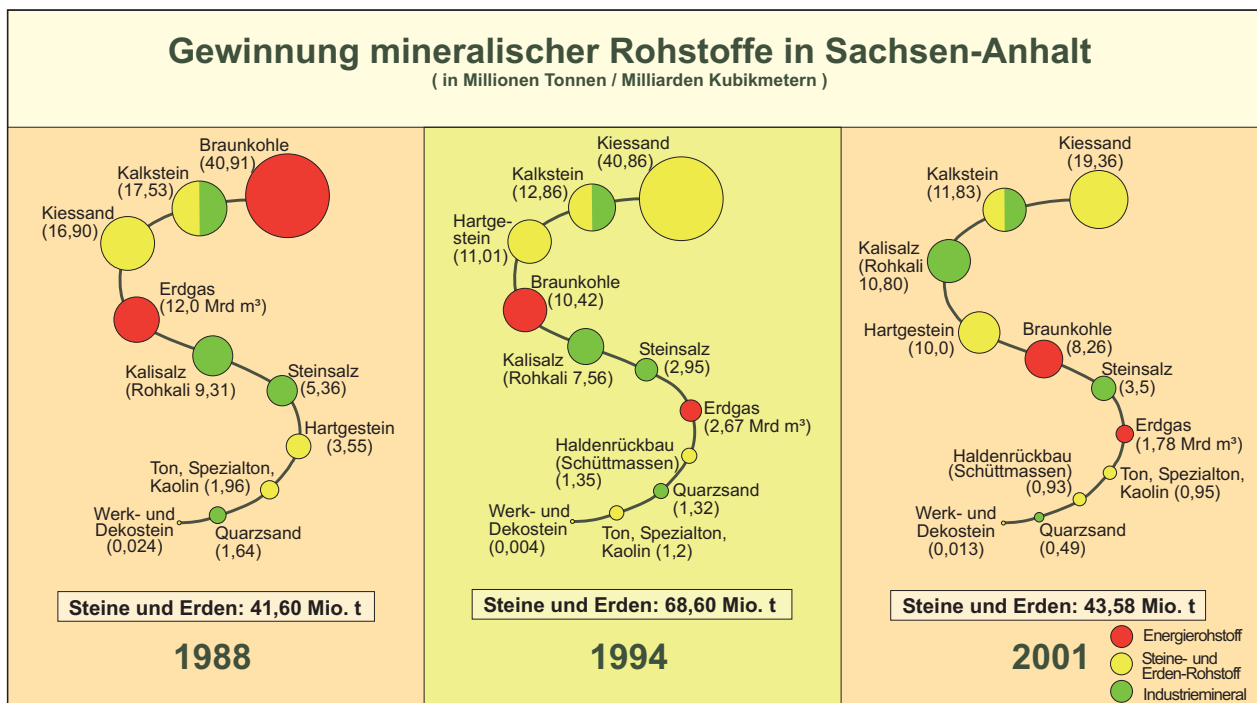 Gewinnung mineralischer Rohstoffe in Sachsen-Anhalt
( in Millionen Tonnen / Milliarden Kubikmetern )
Braunkohle
(40,91)
Kalkstein
(17,53)
Kiessand
(16,90)
Erdgas
(12,0 Mrd m³)
Kalisalz
(Rohkali 9,31)
Steinsalz
(5,36)
Hartgestein
(3,55)
Ton, Spezialton,
Kaolin (1,96)
Werk- und
Dekostein
(0,024)
Quarzsand
(1,64)
Steine und Erden: 41,60 Mio. t
1988
Kiessand
(40,86)
Kalkstein
(12,86)
Hartge-
stein
(11,01)
Braunkohle
(10,42)
Kalisalz
(Rohkali 7,56)
Steinsalz
(2,95)
Erdgas
(2,67 Mrd m³)
Haldenrückbau
(Schüttmassen)
(1,35)
Quarzsand
(1,32)
Werk- und
Dekostein
(0,004)
Ton, Spezialton,
Kaolin (1,2)
Steine und Erden: 68,60 Mio. t
1994
Kiessand
(19,36)
Kalkstein
(11,83)
Kalisalz
(Rohkali
10,80)
Hartgestein
(10,0)
Braunkohle
(8,26)
Steinsalz
(3,5)
Erdgas
(1,78 Mrd m³)
Haldenrückbau
(Schüttmassen)
(0,93)
Ton, Spezialton,
Kaolin (0,95)
Werk- und
Dekostein
(0,013)
Quarzsand
(0,49)
Steine und Erden: 43,58 Mio. t
2001
Energierohstoff
Steine- und
Erden-Rohstoff
Industriemineral